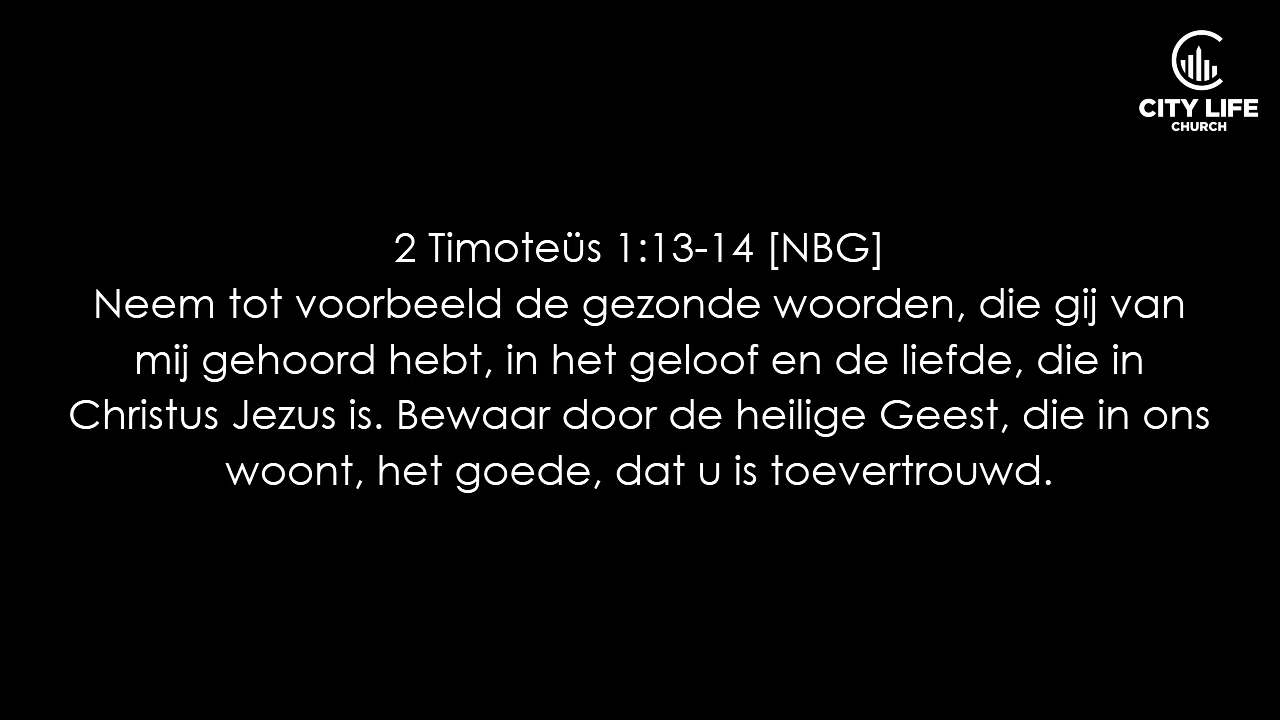 CITY LIFE
CHURCH
2 Timoteüs 1:13-14 [NBG]
Neem tot voorbeeld de gezonde woorden, die gij van
mij gehoord hebt, in het geloof en de liefde, die in
Christus Jezus is. Bewaar door de heilige Geest, die in ons
woont, het goede, dat u is toevertrouwd.